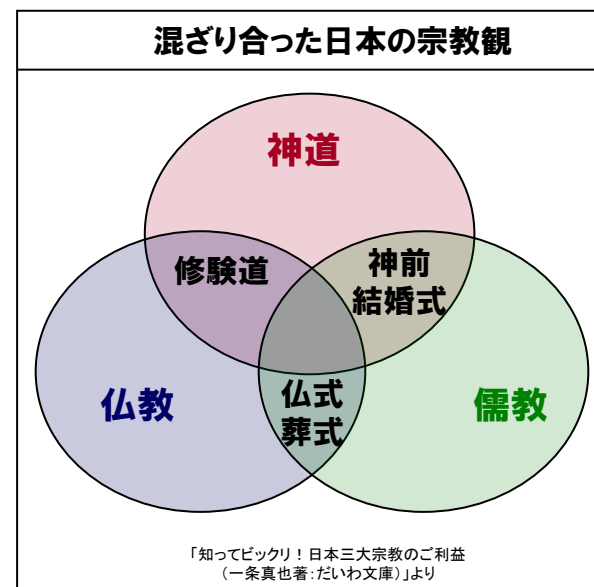 混ざり合った日本の宗教観
神道
修験道
神前
結婚式
仏教
仏式
葬式
儒教
「知ってビックリ！日本三大宗教のご利益
（一条真也著：だいわ文庫）」より